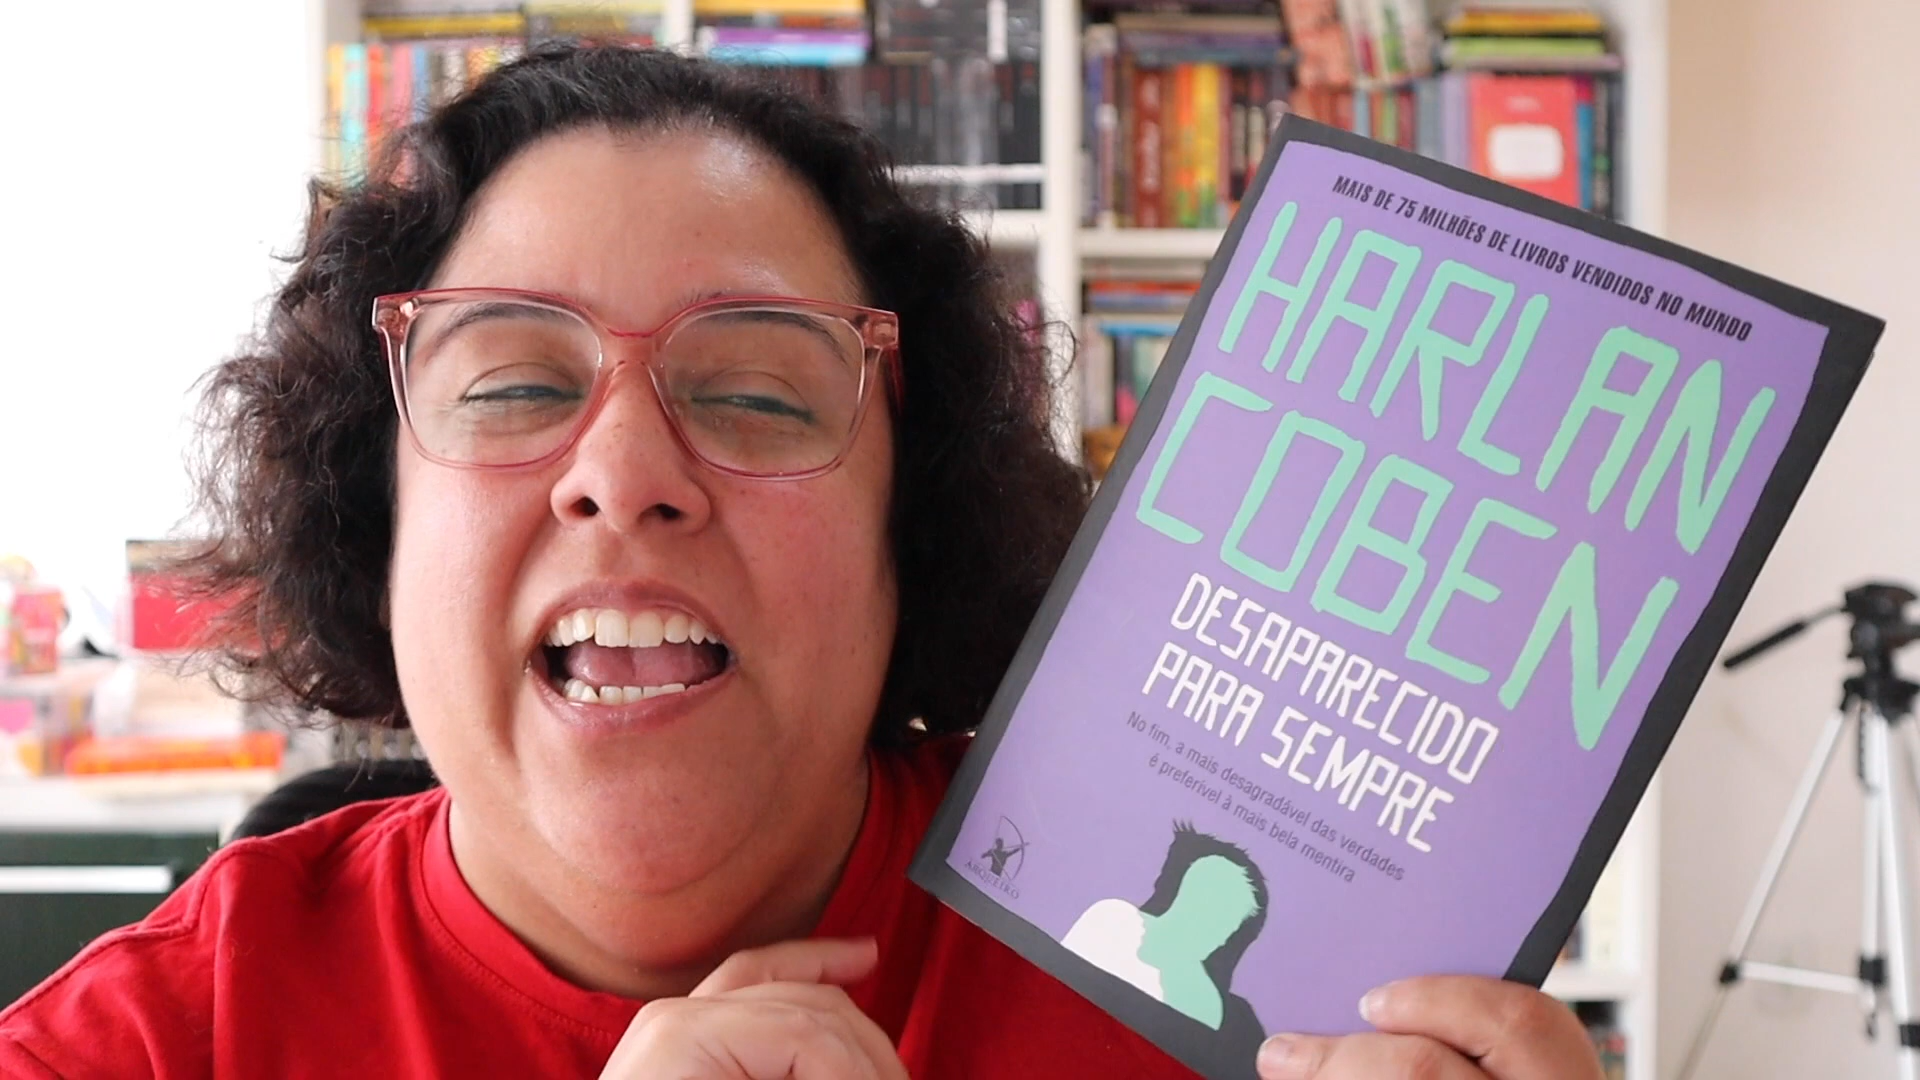 MAIS DE 75 MILHÕES DE LIVROS VENDIDOS NO MUNDO
HARLAN
COBEN
DESAPARECIDO
PARA SEMPRE
No fim, a mais desagradável das verdades
é preferível à mais bela mentira
ARQUEIRO